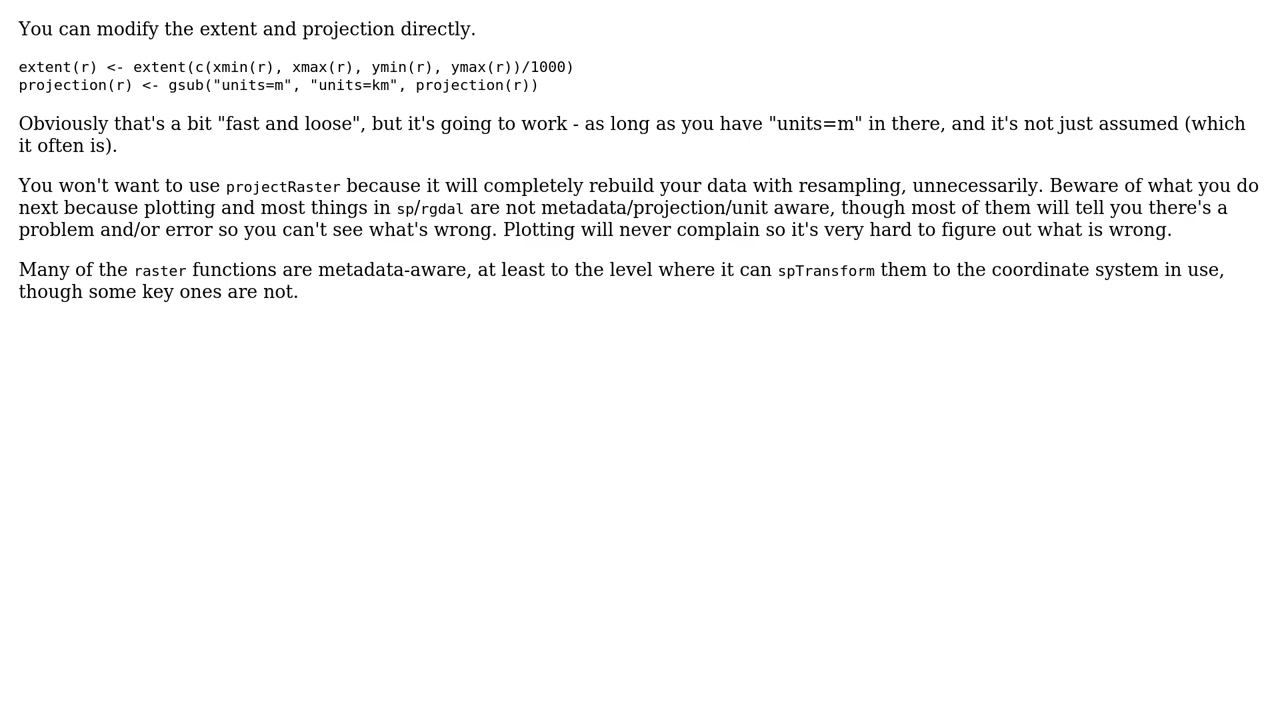 You can modify the extent and projection directly.
extent(r) <- extent(c(xmin(r), xmax(r), ymin(r), ymax(r))/1000)
projection(r) <- gsub("units=m", "units=km", projection(r))
Obviously that's a bit "fast and loose", but it's going to work - as long as you have "units=m" in there, and it's not just assumed (which
it often is).
You won't want to use projectRaster because it will completely rebuild your data with resampling, unnecessarily. Beware of what you do
next because plotting and most things in sp/rgdal are not metadata/projection/unit aware, though most of them will tell you there's a
problem and/or error so you can't see what's wrong. Plotting will never complain so it's very hard to figure out what is wrong.
Many of the raster functions are metadata-aware, at least to the level where it can spTransform them to the coordinate system in use,
though some key ones are not.